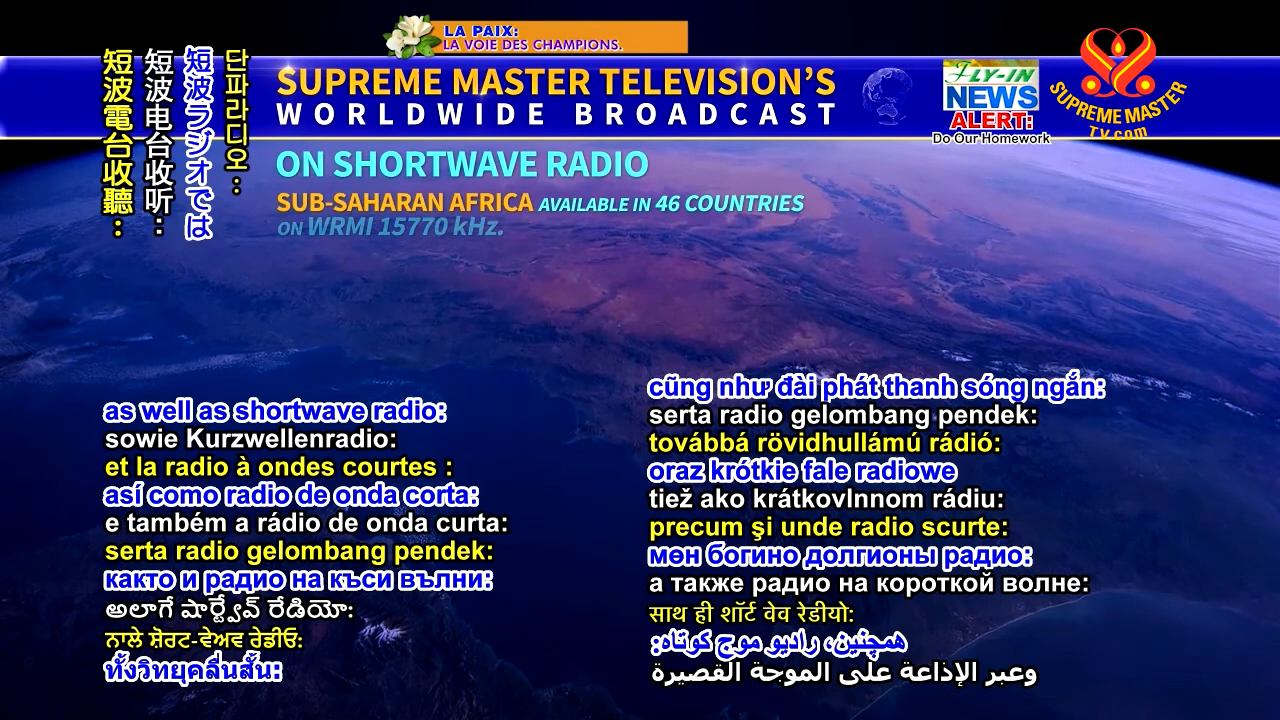 LA PAIX:
LA VOIE DES CHAMPIONS.
短波電台收聽：
短波电台收听：
短波ラジオでは
단파 라디오：
SUPREME MASTER TELEVISION’S
WORLDWIDE BROADCAST
FLY-IN
NEWS
ALERT:
Do Our Homework
SUPREME MASTER
TV.com
ON SHORTWAVE RADIO
SUB-SAHARAN AFRICA AVAILABLE IN 46 COUNTRIES
ON WRMI 15770 kHz.
as well as shortwave radio:
sowie Kurzwellenradio:
et la radio à ondes courtes :
así como radio de onda corta:
e também a rádio de onda curta:
serta radio gelombang pendek:
както и радио на къси вълни:
అలాగే షార్ట్వేవ్ రేడియో:
ਨਾਲੇ ਸ਼ੋਰਟ-ਵੇਅਵ ਰੇਡੀਓ:
ทั้งวิทยุคลื่นสั้น:
cũng như đài phát thanh sóng ngắn:
serta radio gelombang pendek:
továbbá rövidhullámú rádió:
oraz krótkie fale radiowe
tiež ako krátkovlnnom rádiu:
precum şi unde radio scurte:
мөн богино долгионы радио:
а также радио на короткой волне:
साथ ही शॉर्ट वेव रेडीयो:
همچنین، رادیو موج کوتاه:
وعبر الإذاعة على الموجة القصيرة